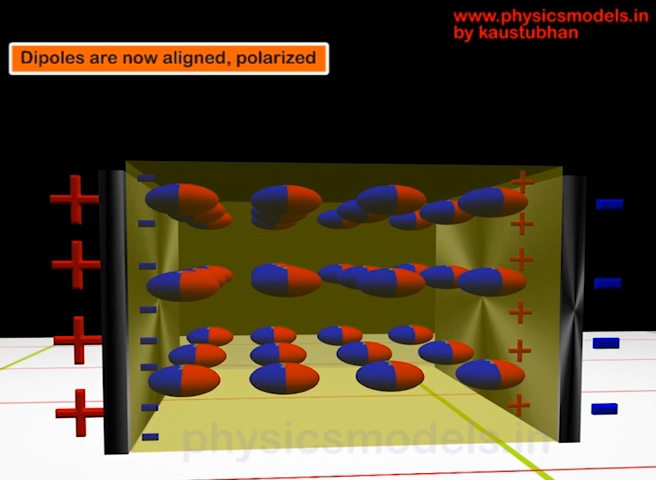 www.physicsmodels.in
by kaustubhan
Dipoles are now aligned, polarized
physicsmodels.in